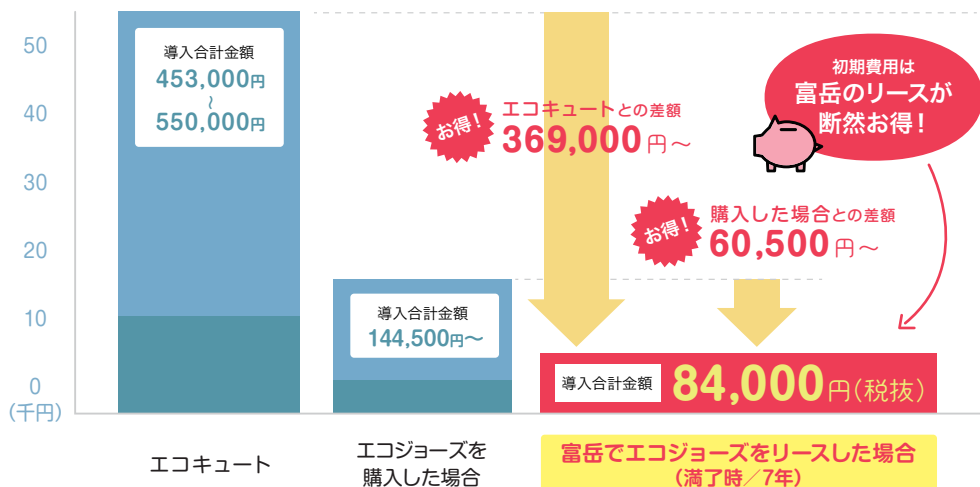 50
40
30
20
10
0
(千円)
導入合計金額
453,000円
~
550,000円
お得!
エコキュートとの差額
369,000円~
初期費用は
富岳のリースが
断然お得!
お得!
購入した場合との差額
60,500円~
導入合計金額
144,500円~
導入合計金額 84,000円(税抜)
エコキュート
エコジョーズを
購入した場合
富岳でエコジョーズをリースした場合
(満了時/7年)